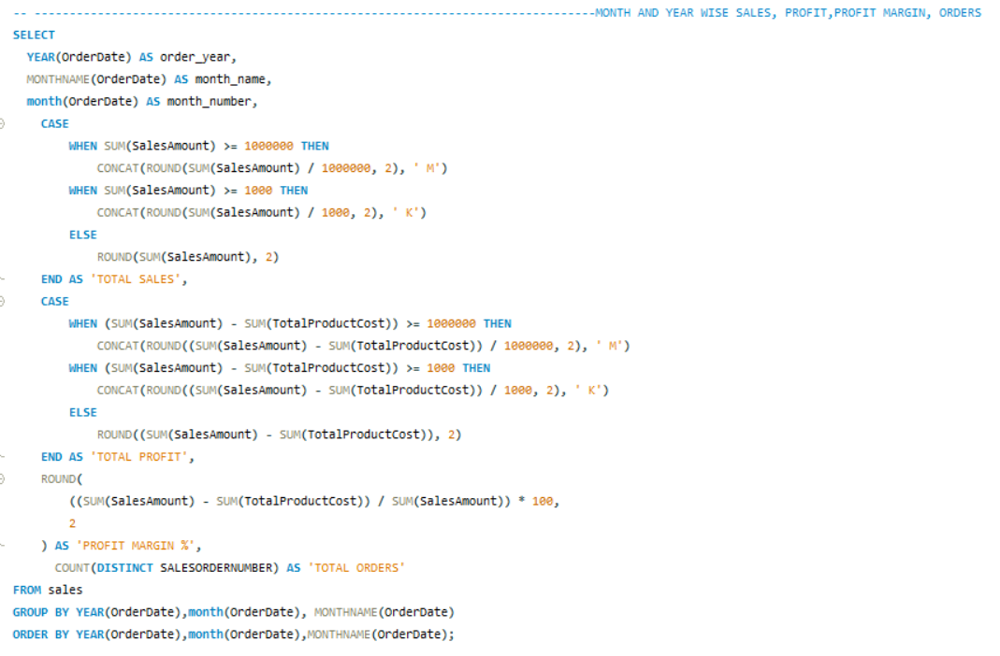 -- --------------------------------------------------------------------------------MONTH AND YEAR WISE SALES, PROFIT,PROFIT MARGIN, ORDERS
SELECT
YEAR(OrderDate) AS order_year,
MONTHNAME(OrderDate) AS month_name,
month(OrderDate) AS month_number,
CASE
WHEN SUM(SalesAmount) >= 1000000 THEN
CONCAT(ROUND(SUM(SalesAmount) / 1000000, 2), ' M')
WHEN SUM(SalesAmount) >= 1000 THEN
CONCAT(ROUND(SUM(SalesAmount) / 1000, 2), ' K')
ELSE
ROUND(SUM(SalesAmount), 2)
END AS 'TOTAL SALES',
CASE
WHEN (SUM(SalesAmount) - SUM(TotalProductCost)) >= 1000000 THEN
CONCAT(ROUND((SUM(SalesAmount) - SUM(TotalProductCost)) / 1000000, 2), ' M')
WHEN (SUM(SalesAmount) - SUM(TotalProductCost)) >= 1000 THEN
CONCAT(ROUND((SUM(SalesAmount) - SUM(TotalProductCost)) / 1000, 2), ' K')
ELSE
ROUND((SUM(SalesAmount) - SUM(TotalProductCost)), 2)
END AS 'TOTAL PROFIT',
ROUND(
((SUM(SalesAmount) - SUM(TotalProductCost)) / SUM(SalesAmount)) * 100,
2
) AS 'PROFIT MARGIN %',
COUNT(DISTINCT SALESORDERNUMBER) AS 'TOTAL ORDERS'
FROM sales
GROUP BY YEAR(OrderDate),month(OrderDate), MONTHNAME(OrderDate)
ORDER BY YEAR(OrderDate),month(OrderDate),MONTHNAME(OrderDate);